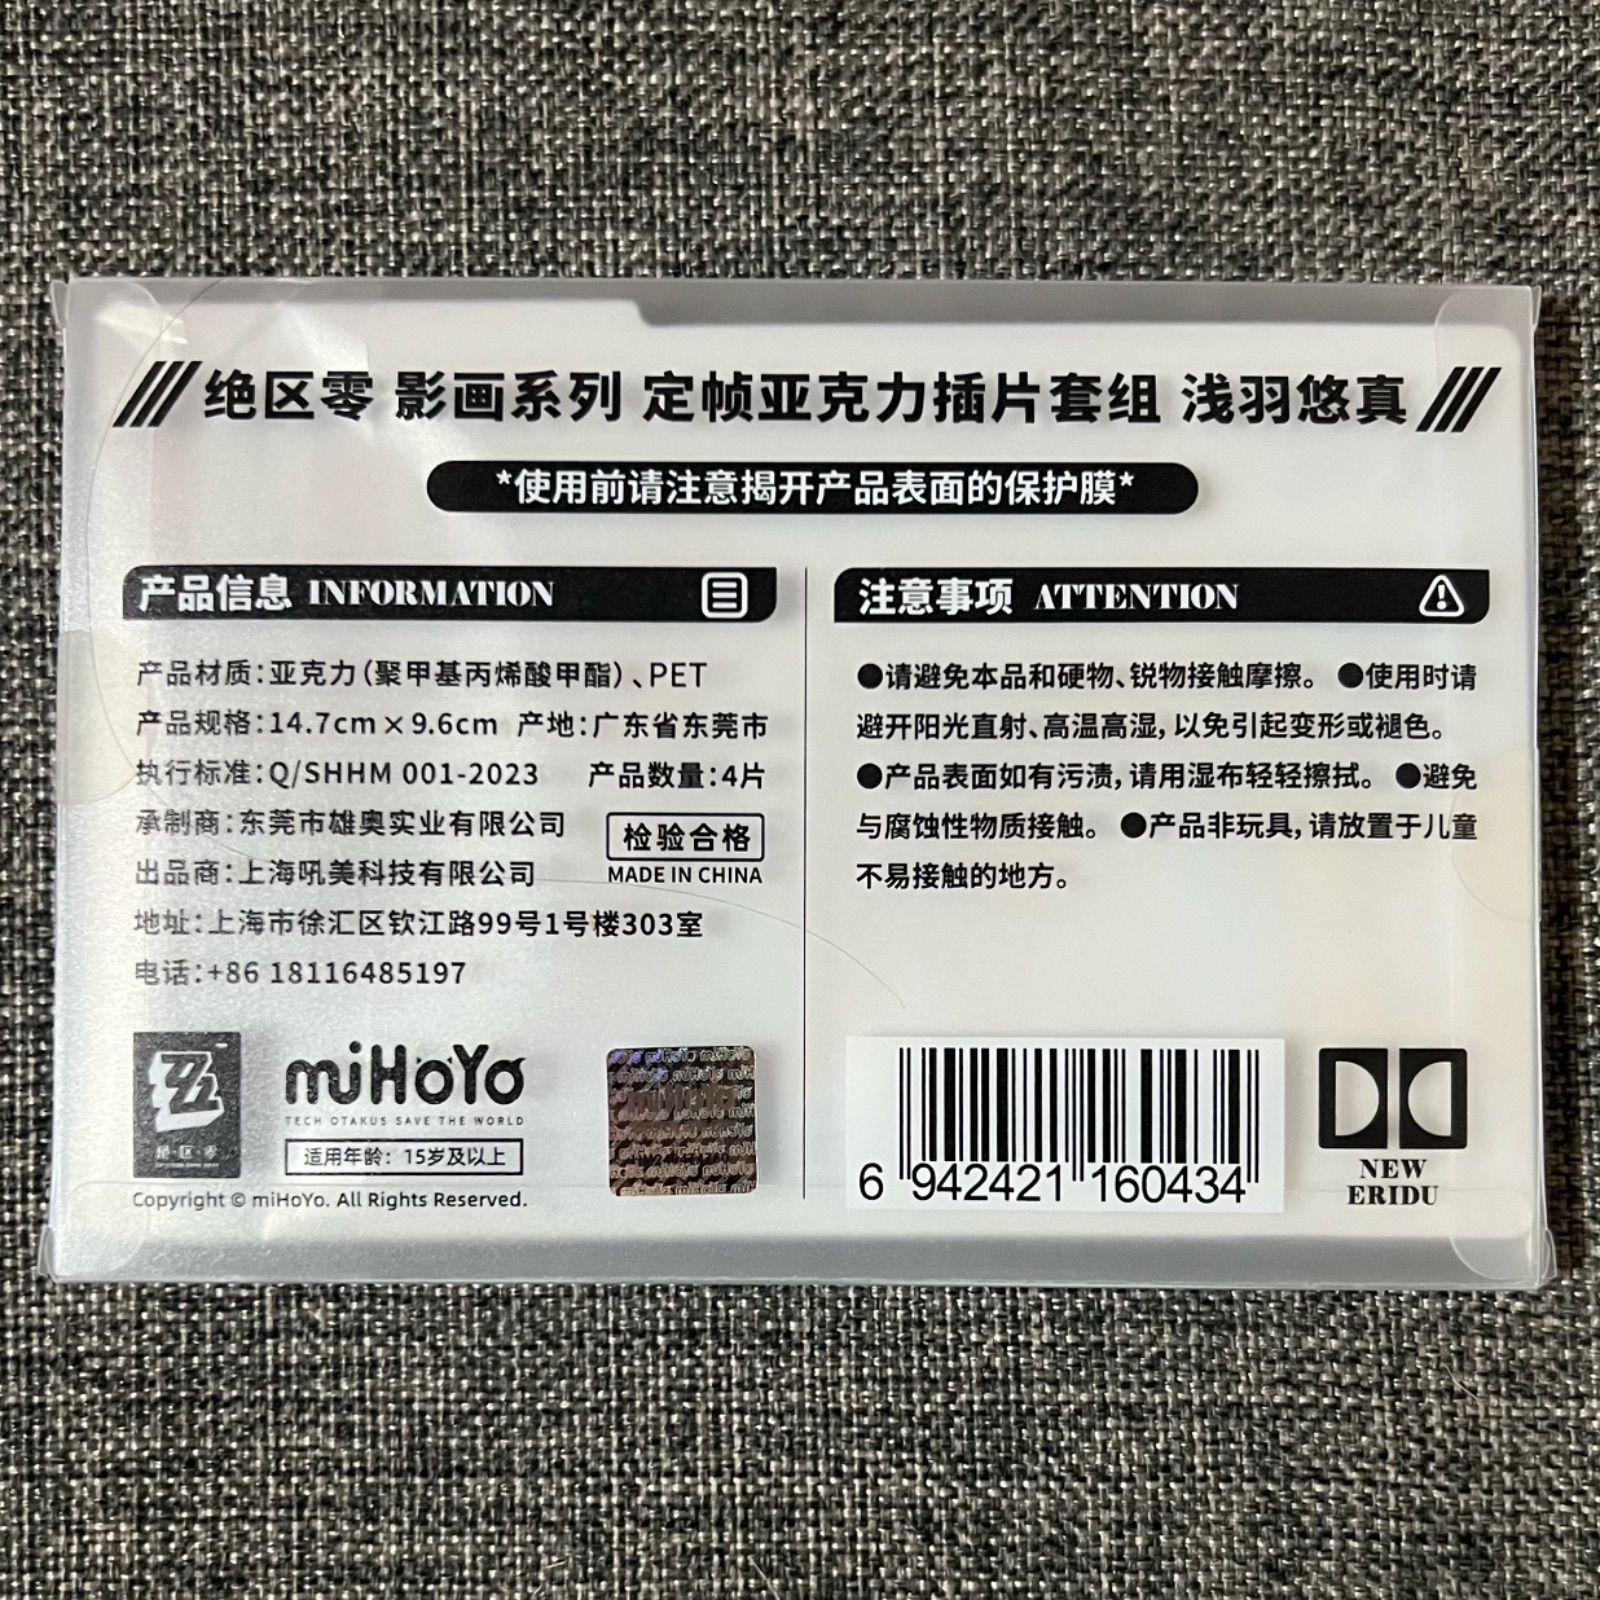 绝区零 影画系列 定帧亚克力插片套组 浅羽悠真
*使用前请注意揭开产品表面的保护膜*
产品信息 INFORMATION
产品材质：亚克力（聚甲基丙烯酸甲酯）、PET
产品规格：14.7cm×9.6cm 产地：广东省东莞市
执行标准：Q/SHHM 001-2023 产品数量：4片
承制商：东莞市雄奥实业有限公司
出品商：上海吼美科技有限公司
检验合格
MADE IN CHINA
地址：上海市徐汇区钦江路99号1号楼303室
电话：+86 18116485197
绝·区·零
miHoYo
TECH OTAKUS SAVE THE WORLD
适用年龄：15岁及以上
Copyright © miHoYo. All Rights Reserved.
注意事项 ATTENTION
●请避免本品和硬物、锐物接触摩擦。 ●使用时请
避开阳光直射、高温高湿，以免引起变形或褪色。
●产品表面如有污渍，请用湿布轻轻擦拭。 ●避免
与腐蚀性物质接触。 ●产品非玩具，请放置于儿童
不易接触的地方。
6 942421 160434
NEW
ERIDU